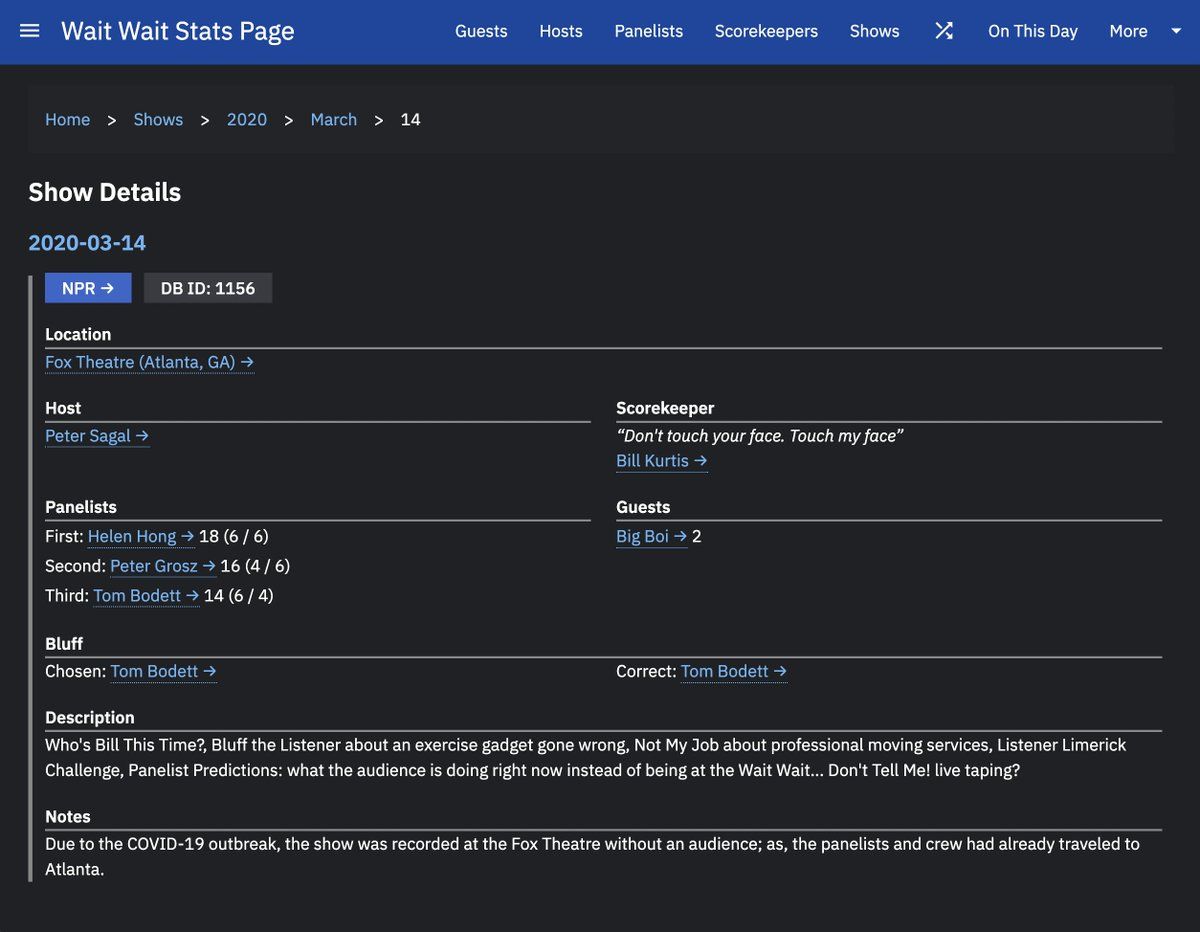 Wait Wait Stats Page
Guests Hosts Panelists Scorekeepers Shows On This Day More
Home > Shows > 2020 > March > 14
Show Details
2020-03-14
NPR → DB ID: 1156
Location
Fox Theatre (Atlanta, GA) →
Host
Peter Sagal →
Scorekeeper
“Don't touch your face. Touch my face”
Bill Kurtis →
Panelists
First: Helen Hong → 18 (6 / 6)
Second: Peter Grosz → 16 (4 / 6)
Third: Tom Bodett → 14 (6 / 4)
Guests
Big Boi → 2
Bluff
Chosen: Tom Bodett →
Correct: Tom Bodett →
Description
Who's Bill This Time?, Bluff the Listener about an exercise gadget gone wrong, Not My Job about professional moving services, Listener Limerick
Challenge, Panelist Predictions: what the audience is doing right now instead of being at the Wait Wait... Don't Tell Me! live taping?
Notes
Due to the COVID-19 outbreak, the show was recorded at the Fox Theatre without an audience; as, the panelists and crew had already traveled to
Atlanta.